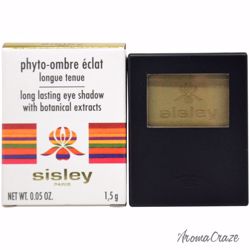 phyto-ombre éclat
longue tenue
long lasting eye shadow
with botanical extracts
sisley
PARIS
NET WT. 0.05 OZ. 1,5 g
AromaCraze